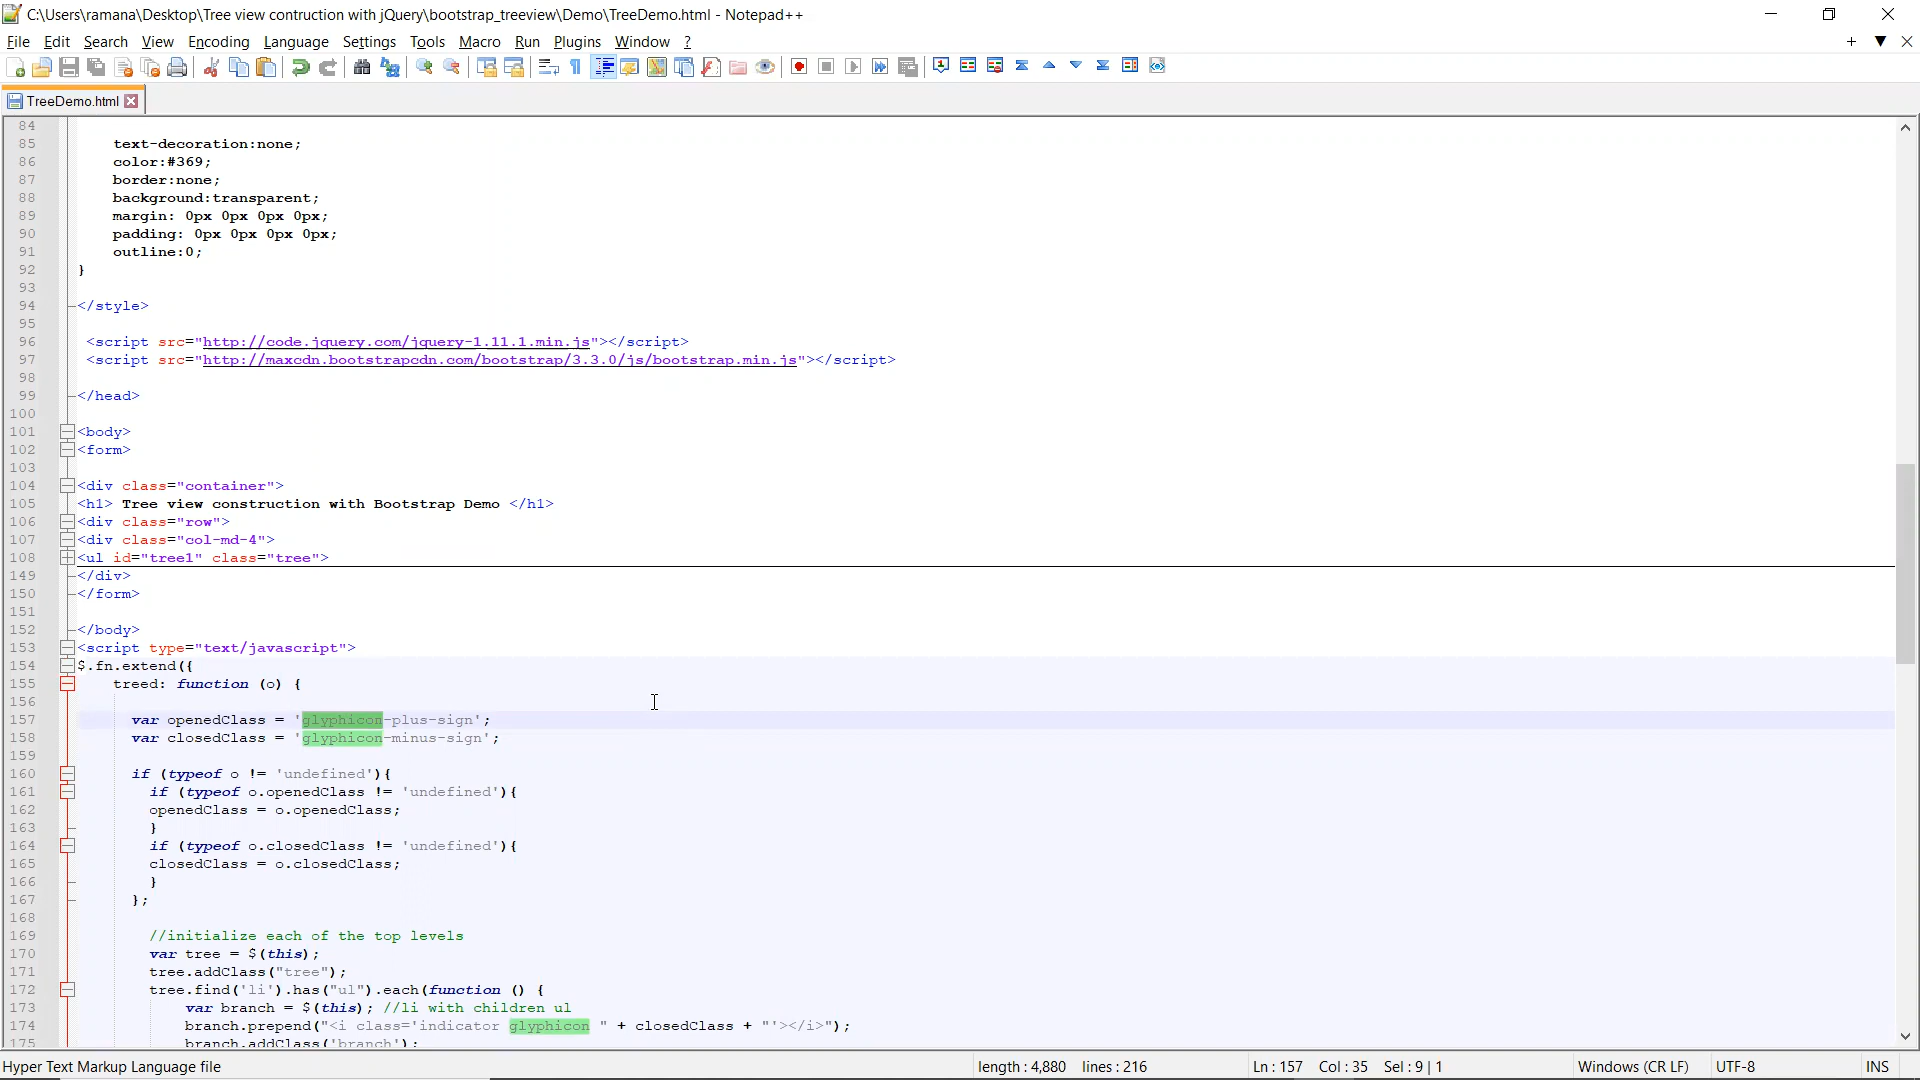 C:\Users\ramana\Desktop\Tree view contruction with jQuery\bootstrap_treeview\Demo\TreeDemo.html - Notepad++
File Edit Search View Encoding Language Settings Tools Macro Run Plugins Window ?
TreeDemo.html
84
85 text-decoration:none;
86 color:#369;
87 border:none;
88 background:transparent;
89 margin: 0px 0px 0px 0px;
90 padding: 0px 0px 0px 0px;
91 outline:0;
92 }
93
94 </style>
95
96 <script src="http://code.jquery.com/jquery-1.11.1.min.js"></script>
97 <script src="http://maxcdn.bootstrapcdn.com/bootstrap/3.3.0/js/bootstrap.min.js"></script>
98
99 </head>
100
101 <body>
102 <form>
103
104 <div class="container">
105 <h1> Tree view construction with Bootstrap Demo </h1>
106 <div class="row">
107 <div class="col-md-4">
108 <ul id="tree1" class="tree">
149 </div>
150 </form>
151
152 </body>
153 <script type="text/javascript">
154 $.fn.extend({
155 treed: function (o) {
156
157 var openedClass = 'glyphicon-plus-sign';
158 var closedClass = 'glyphicon-minus-sign';
159
160 if (typeof o != 'undefined'){
161 if (typeof o.openedClass != 'undefined'){
162 openedClass = o.openedClass;
163 }
164 if (typeof o.closedClass != 'undefined'){
165 closedClass = o.closedClass;
166 }
167 };
168
169 //initialize each of the top levels
170 var tree = $(this);
171 tree.addClass("tree");
172 tree.find('li').has("ul").each(function () {
173 var branch = $(this); //li with children ul
174 branch.prepend("<i class='indicator glyphicon " + closedClass + "'></i>");
175 branch.addClass('branch');
Hyper Text Markup Language file length : 4,880 lines : 216 Ln : 157 Col : 35 Sel : 9 | 1 Windows (CR LF) UTF-8 INS